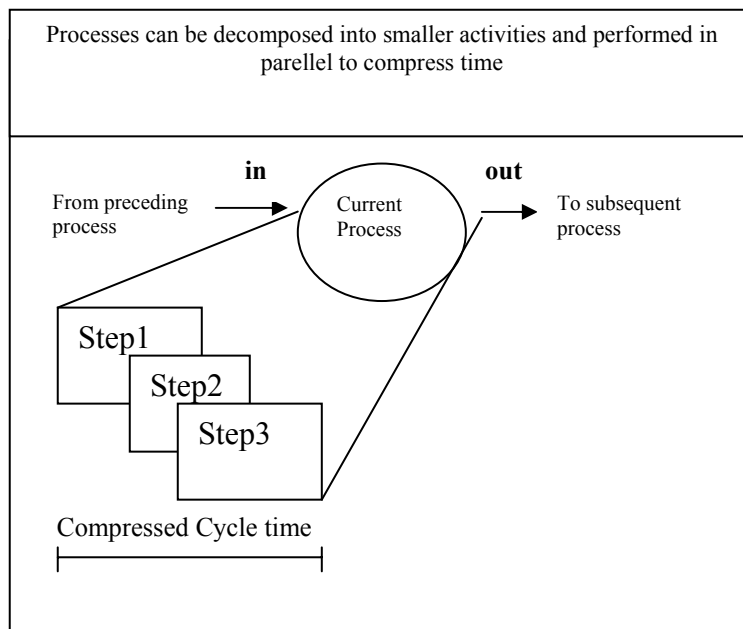 Processes can be decomposed into smaller activities and performed in
parellel to compress time
in
out
From preceding
process
Current
Process
To subsequent
process
Step1
Step2
Step3
Compressed Cycle time